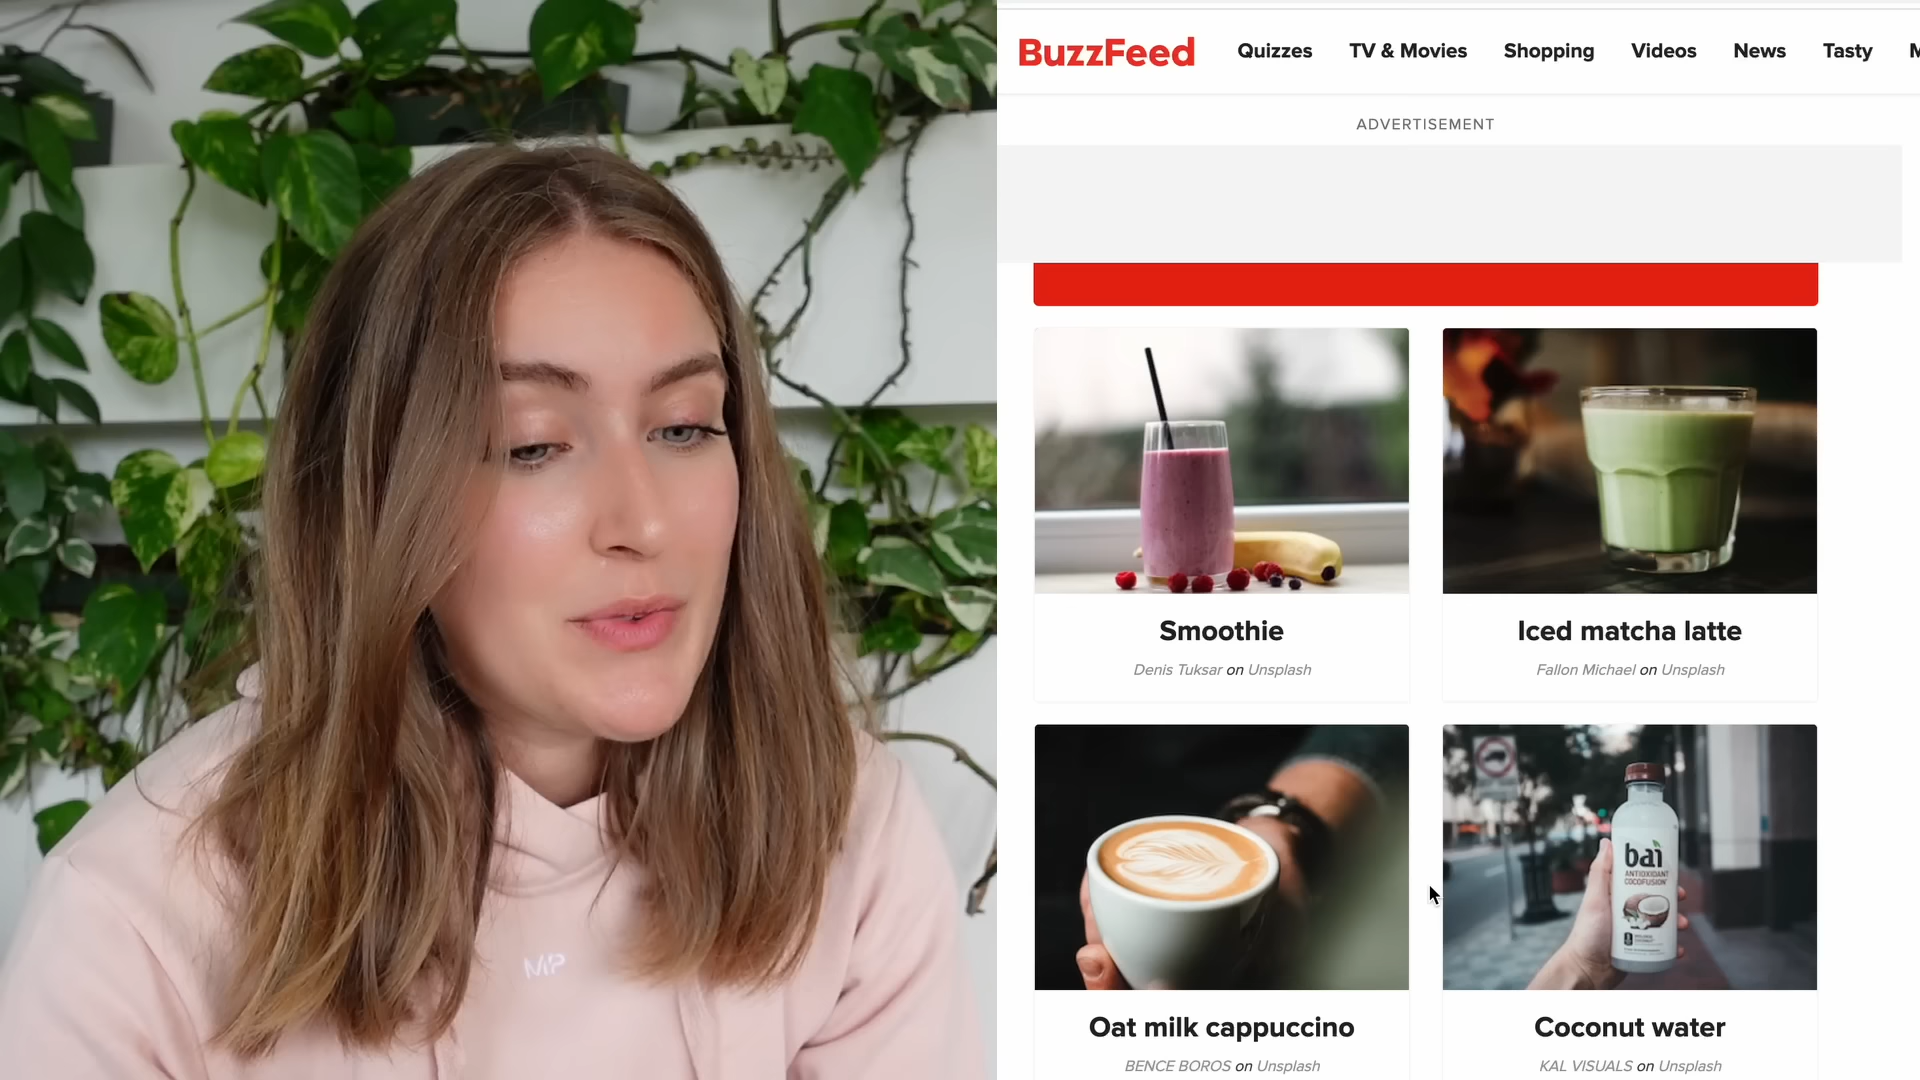 BuzzFeed Quizzes TV & Movies Shopping Videos News Tasty M
ADVERTISEMENT
Smoothie
Denis Tuksar on Unsplash
Iced matcha latte
Fallon Michael on Unsplash
bai
ANTIOXIDANT
COCOFUSION
Oat milk cappuccino
BENCE BOROS on Unsplash
Coconut water
KAL VISUALS on Unsplash
MP